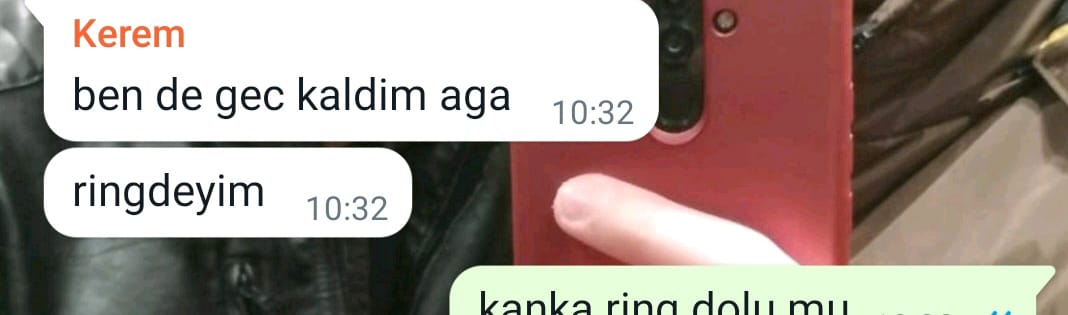 Kerem
ben de gec kaldim aga
10:32
ringdeyim
10:32
kanka ring dolu mu